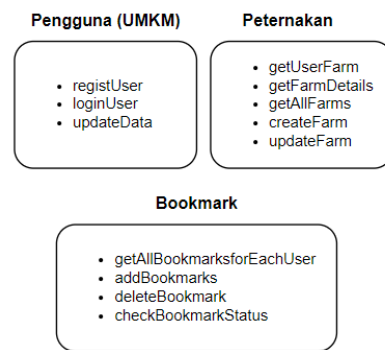 Pengguna (UMKM)
• registUser
• loginUser
• updateData
Peternakan
• getUserFarm
• getFarmDetails
• getAllFarms
• createFarm
• updateFarm
Bookmark
• getAllBookmarksforEachUser
• addBookmarks
• deleteBookmark
• checkBookmarkStatus